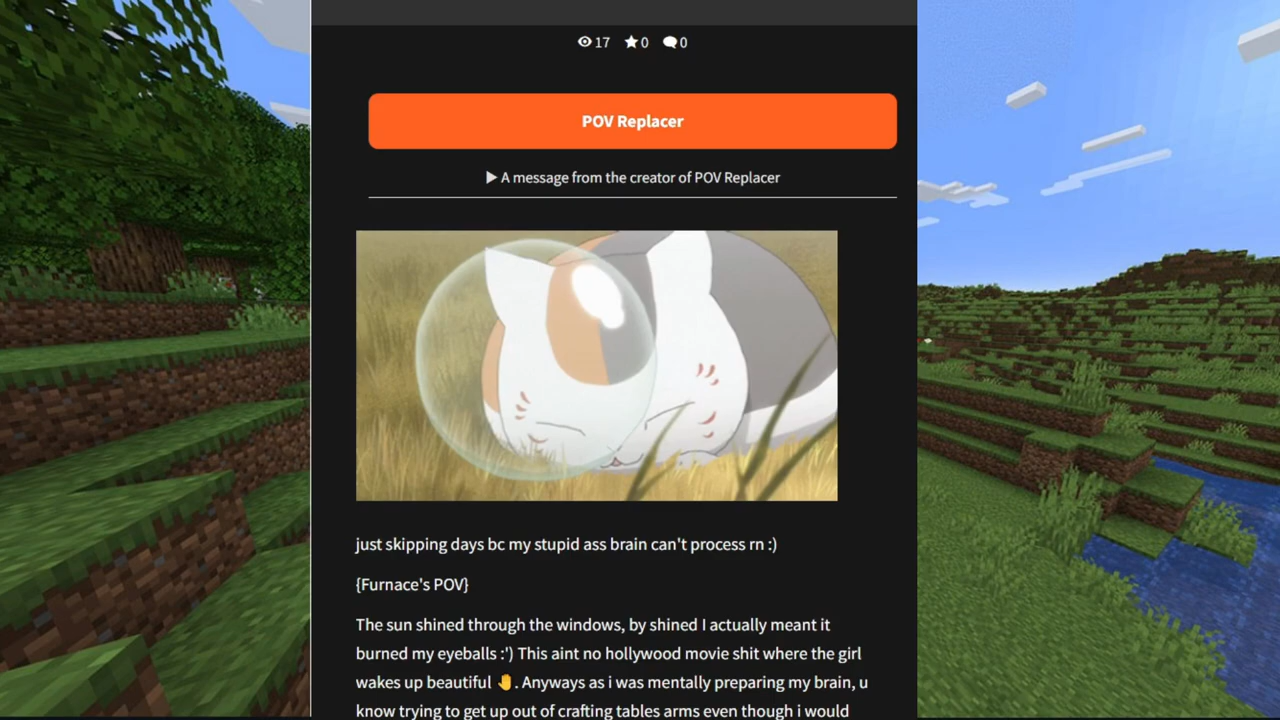 17 0 0
POV Replacer
▶ A message from the creator of POV Replacer
just skipping days bc my stupid ass brain can't process rn :)
{Furnace's POV}
The sun shined through the windows, by shined I actually meant it
burned my eyeballs :') This aint no hollywood movie shit where the girl
wakes up beautiful 🤚. Anyways as i was mentally preparing my brain, u
know trying to get up out of crafting tables arms even though i would